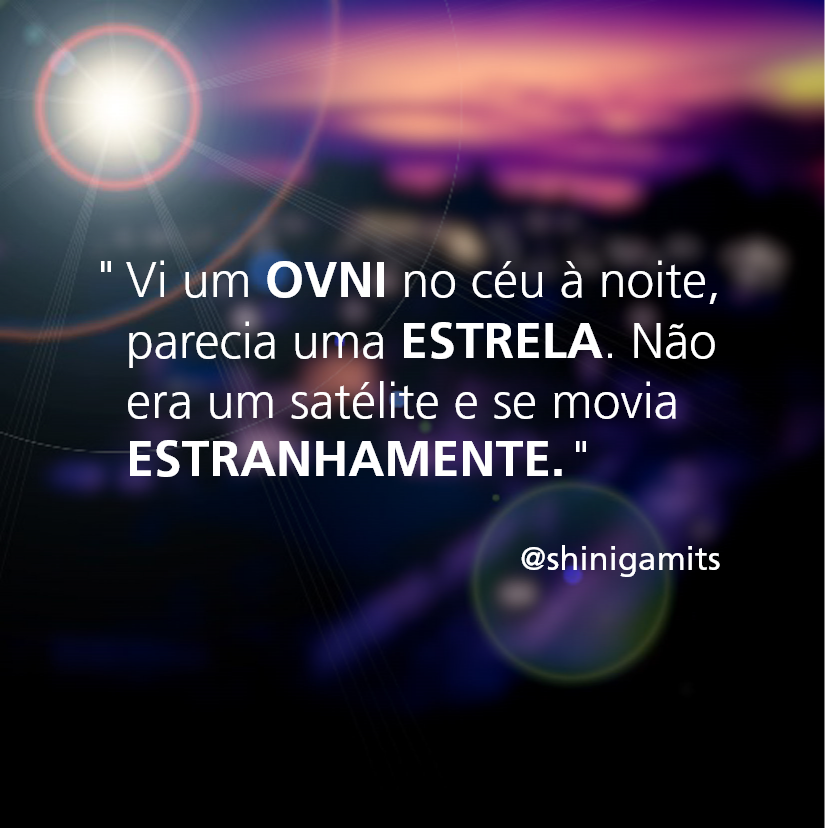 " Vi um OVNI no céu à noite,
parecia uma ESTRELA. Não
era um satélite e se movia
ESTRANHAMENTE. "
@shinigamits